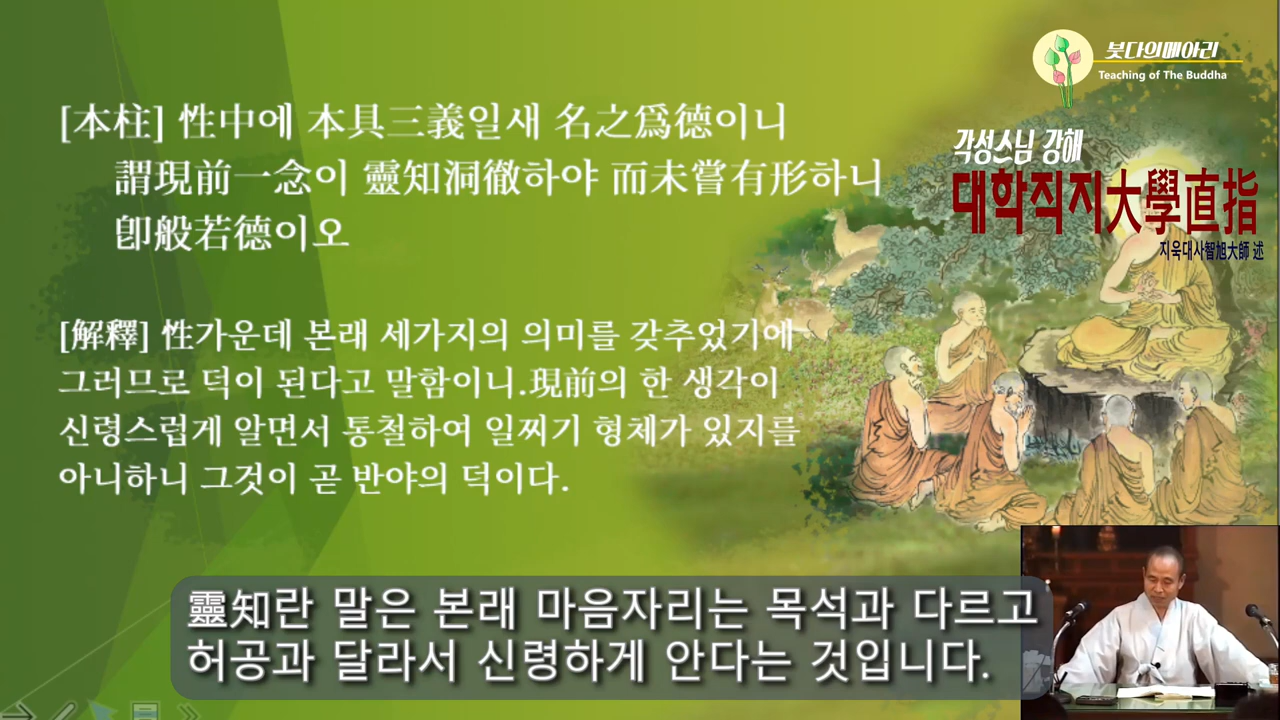 붓다의메아리
Teaching of The Buddha
각성스님 강해
대학직지大學直指
지욱대사智旭大師 述
[本柱] 性中에 本具三義일새 名之爲德이니
謂現前一念이 靈知洞徹하야 而未嘗有形하니
卽般若德이오
[解釋] 性가운데 본래 세가지의 의미를 갖추었기에
그러므로 덕이 된다고 말함이니.現前의 한 생각이
신령스럽게 알면서 통철하여 일찌기 형체가 있지를
아니하니 그것이 곧 반야의 덕이다.
靈知란 말은 본래 마음자리는 목석과 다르고
허공과 달라서 신령하게 안다는 것입니다.